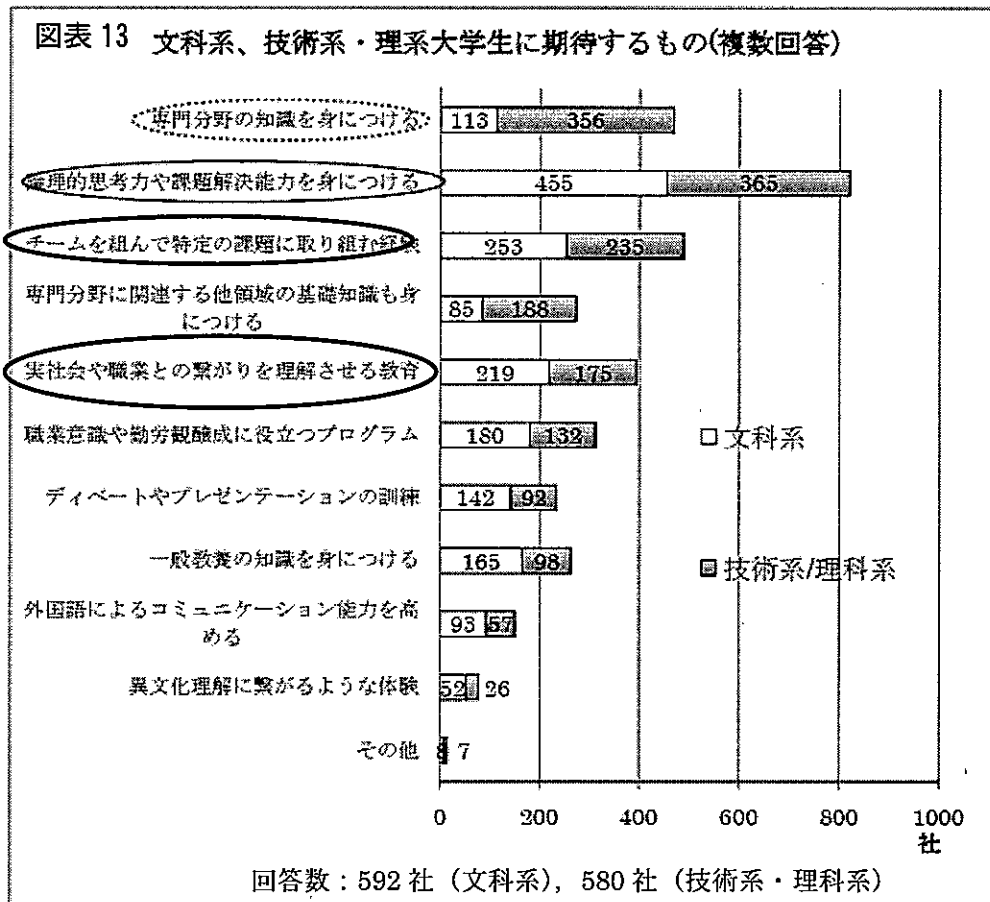 図表 13 文科系、技術系・理系大学生に期待するもの(複数回答)
専門分野の知識を身につける 113 356
論理的思考力や課題解決能力を身につける 455 365
チームを組んで特定の課題に取り組む経験 253 235
専門分野に関連する他領域の基礎知識も身
につける 85 188
実社会や職業との繋がりを理解させる教育 219 175
職業意識や勤労観醸成に役立つプログラム 180 132
文科系
ディベートやプレゼンテーションの訓練 142 92
一般教養の知識を身につける 165 98
技術系/理科系
外国語によるコミュニケーション能力を高
める 93 57
異文化理解に繋がるような体験 52 26
その他 8 7
0 200 400 600 800 1000
社
回答数:592 社(文科系),580 社(技術系・理科系)